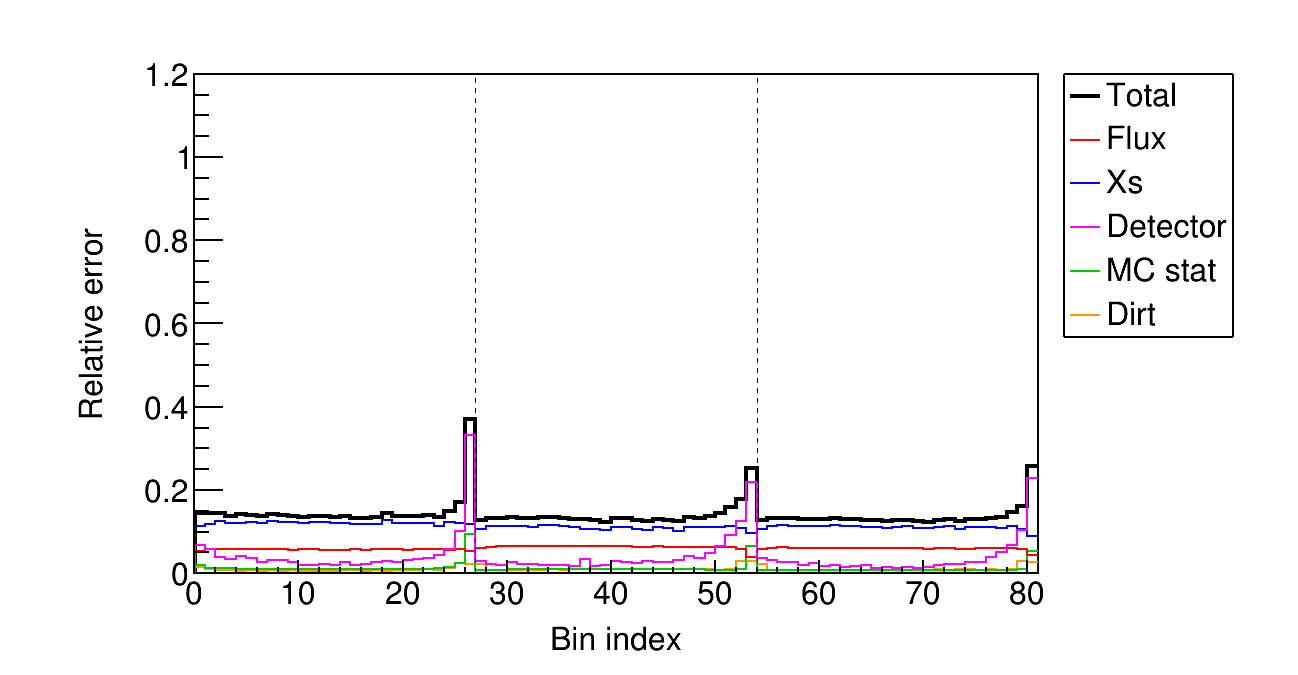 1.2
1
0.8
0.6
0.4
0.2
0
Relative error
0 10 20 30 40 50 60 70 80
Bin index
Total
Flux
Xs
Detector
MC stat
Dirt